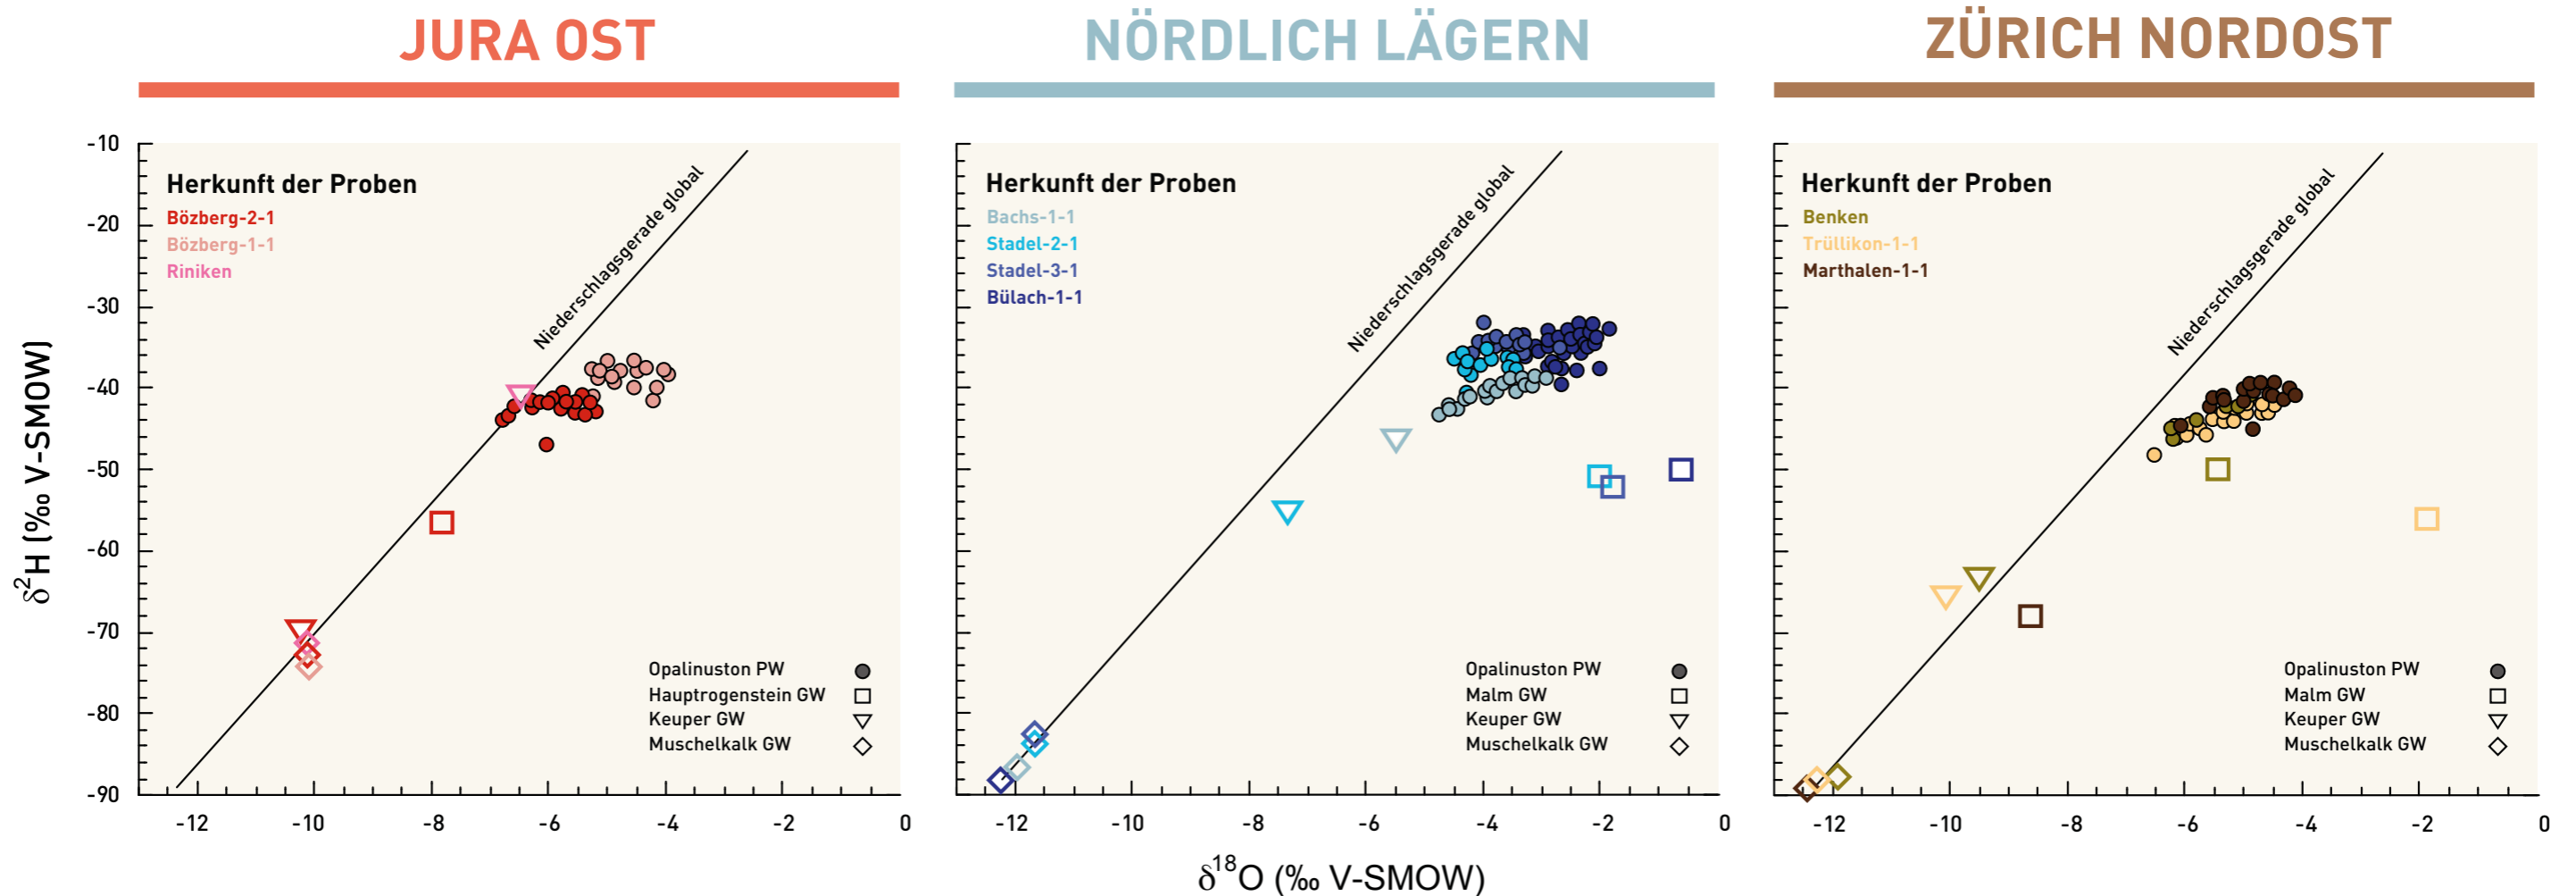 JURA OST
NÖRDLICH LÄGERN
ZÜRICH NORDOST
δ²H (‰ V-SMOW)
-10
-20
-30
-40
-50
-60
-70
-80
-90
Herkunft der Proben
Bözberg-2-1
Bözberg-1-1
Riniken
Niederschlagsgerade global
Opalinuston PW
Hauptrogenstein GW
Keuper GW
Muschelkalk GW
-12 -10 -8 -6 -4 -2 0
Herkunft der Proben
Bachs-1-1
Stadel-2-1
Stadel-3-1
Bülach-1-1
Niederschlagsgerade global
Opalinuston PW
Malm GW
Keuper GW
Muschelkalk GW
-12 -10 -8 -6 -4 -2 0
Herkunft der Proben
Benken
Trüllikon-1-1
Marthalen-1-1
Niederschlagsgerade global
Opalinuston PW
Malm GW
Keuper GW
Muschelkalk GW
-12 -10 -8 -6 -4 -2 0
δ¹⁸O (‰ V-SMOW)